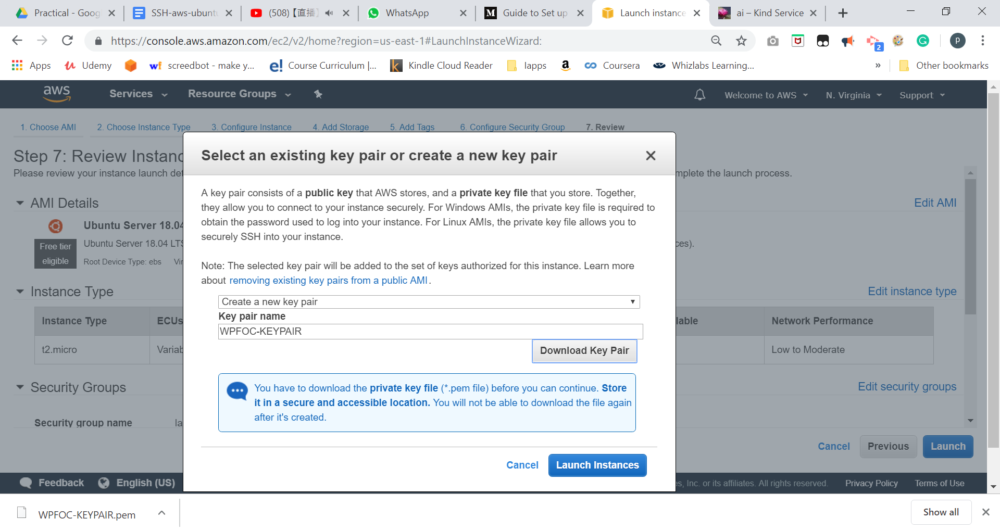 Practical - Goog
SSH-aws-ubunt
(508)【直播】
WhatsApp
Guide to Set up
Launch instance
ai – Kind Service
https://console.aws.amazon.com/ec2/v2/home?region=us-east-1#LaunchInstanceWizard:
2
p
Apps
Udemy
screedbot - make y...
Course Curriculum |...
Kindle Cloud Reader
lapps
Coursera
Whizlabs Learning...
»
Other bookmarks
aws
Services
Resource Groups
Welcome to AWS
N. Virginia
Support
1. Choose AMI
2. Choose Instance Type
3. Configure Instance
4. Add Storage
5. Add Tags
6. Configure Security Group
7. Review
Step 7: Review Instanc
Please review your instance launch det
mplete the launch process.
AMI Details
Edit AMI
Ubuntu Server 18.04
Free tier
eligible
Ubuntu Server 18.04 LTS
ces).
Root Device Type: ebs Vir
Instance Type
Edit instance type
Instance Type
ECUs
lable
Network Performance
t2.micro
Variab
Low to Moderate
Security Groups
Edit security groups
Security group name
la
Select an existing key pair or create a new key pair
A key pair consists of a public key that AWS stores, and a private key file that you store. Together,
they allow you to connect to your instance securely. For Windows AMIs, the private key file is required to
obtain the password used to log into your instance. For Linux AMIs, the private key file allows you to
securely SSH into your instance.
Note: The selected key pair will be added to the set of keys authorized for this instance. Learn more
about removing existing key pairs from a public AMI.
Create a new key pair
Key pair name
WPFOC-KEYPAIR
Download Key Pair
You have to download the private key file (*.pem file) before you can continue. Store
it in a secure and accessible location. You will not be able to download the file again
after it's created.
Cancel
Launch Instances
Cancel
Previous
Launch
Feedback
English (US)
es, Inc. or its affiliates. All rights reserved.
Privacy Policy
Terms of Use
WPFOC-KEYPAIR.pem
Show all